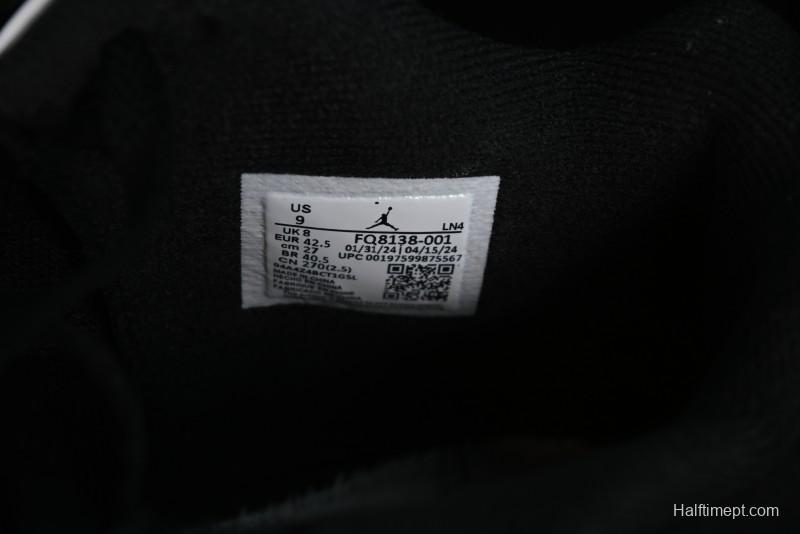 US
9
LN4
UK 8
EUR 42.5
cm 27
BR 40.5
CN 270(2.5)
FQ8138-001
01/31/24 | 04/15/24
UPC 00197599875567
MADE IN CHINA
Halftimept.com